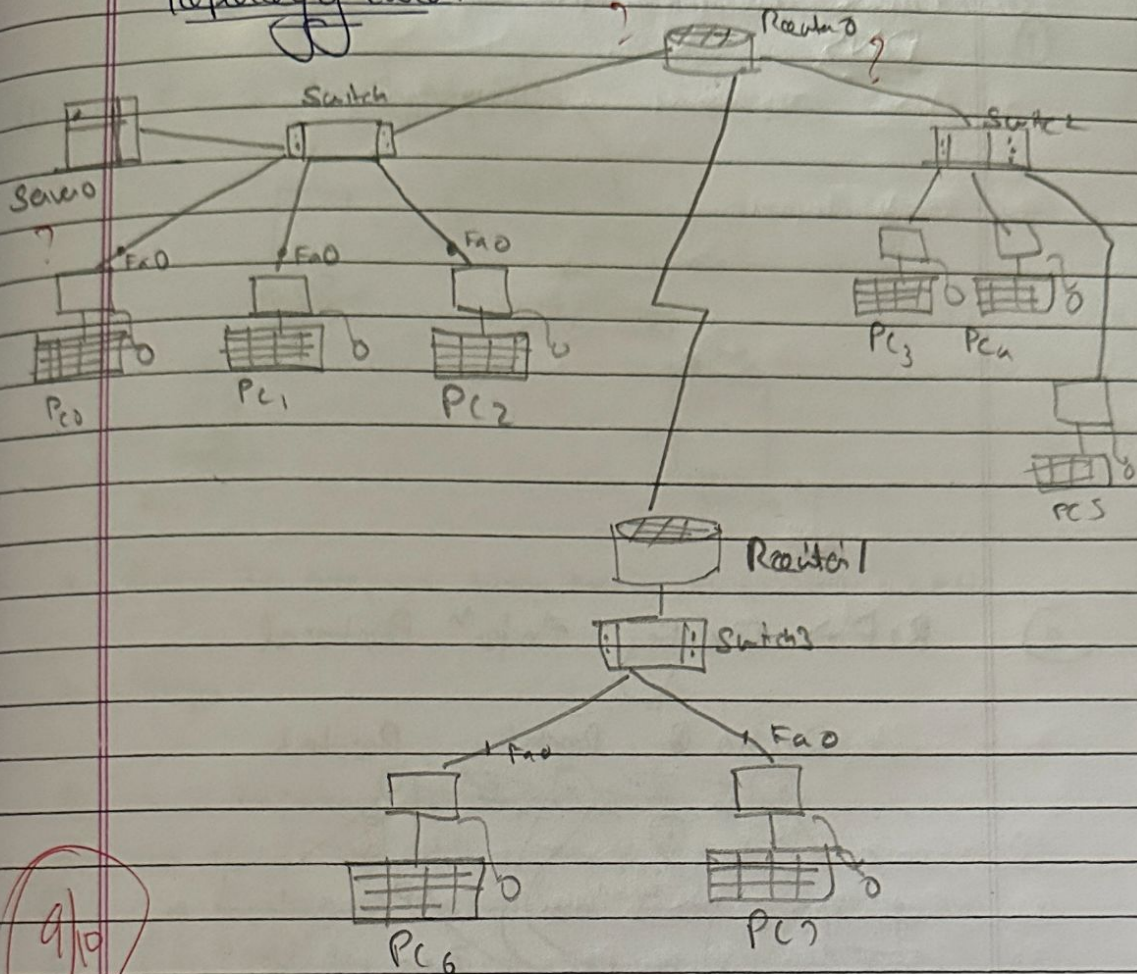 ?
Router0
?
Switch
Switch
Server0
?
Fa0
Fa0
Fa0
PC0
PC1
PC2
PC3
PC4
PC5
Router1
Switch3
Fa0
Fa0
9/10
PC6
PC7